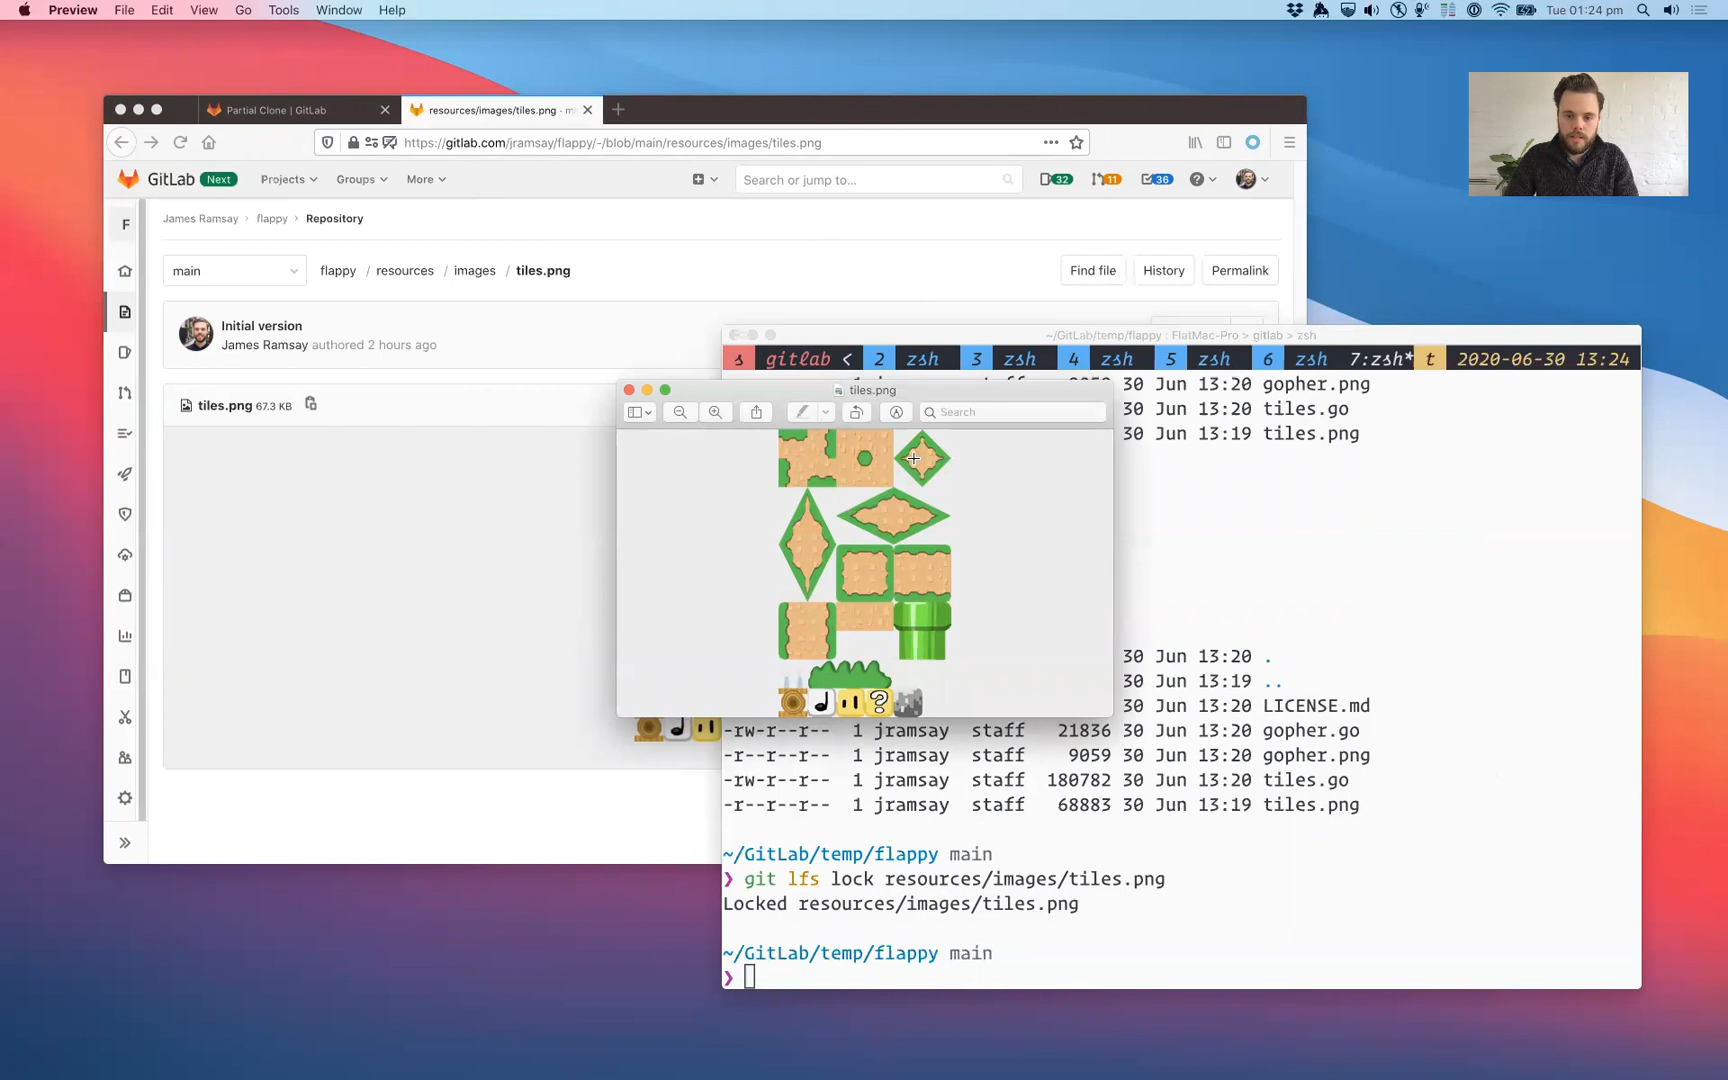 Preview File Edit View Go Tools Window Help
Tue 01:24 pm
Partial Clone | GitLab
resources/images/tiles.png · m
https://gitlab.com/jramsay/flappy/-/blob/main/resources/images/tiles.png
GitLab Next Projects Groups More Search or jump to... 32 11 36
F
James Ramsay > flappy > Repository
main flappy / resources / images / tiles.png Find file History Permalink
Initial version
James Ramsay authored 2 hours ago
tiles.png 67.3 KB
~/GitLab/temp/flappy : FlatMac-Pro > gitlab > zsh
s gitlab < 2 zsh 3 zsh 4 zsh 5 zsh 6 zsh 7:zsh* t 2020-06-30 13:24
30 Jun 13:20 gopher.png
30 Jun 13:20 tiles.go
30 Jun 13:19 tiles.png
tiles.png
Search
?
30 Jun 13:20 .
30 Jun 13:19 ..
30 Jun 13:20 LICENSE.md
-rw-r--r-- 1 jramsay staff 21836 30 Jun 13:20 gopher.go
-r--r--r-- 1 jramsay staff 9059 30 Jun 13:20 gopher.png
-rw-r--r-- 1 jramsay staff 180782 30 Jun 13:20 tiles.go
-r--r--r-- 1 jramsay staff 68883 30 Jun 13:19 tiles.png
~/GitLab/temp/flappy main
❯ git lfs lock resources/images/tiles.png
Locked resources/images/tiles.png
~/GitLab/temp/flappy main
❯